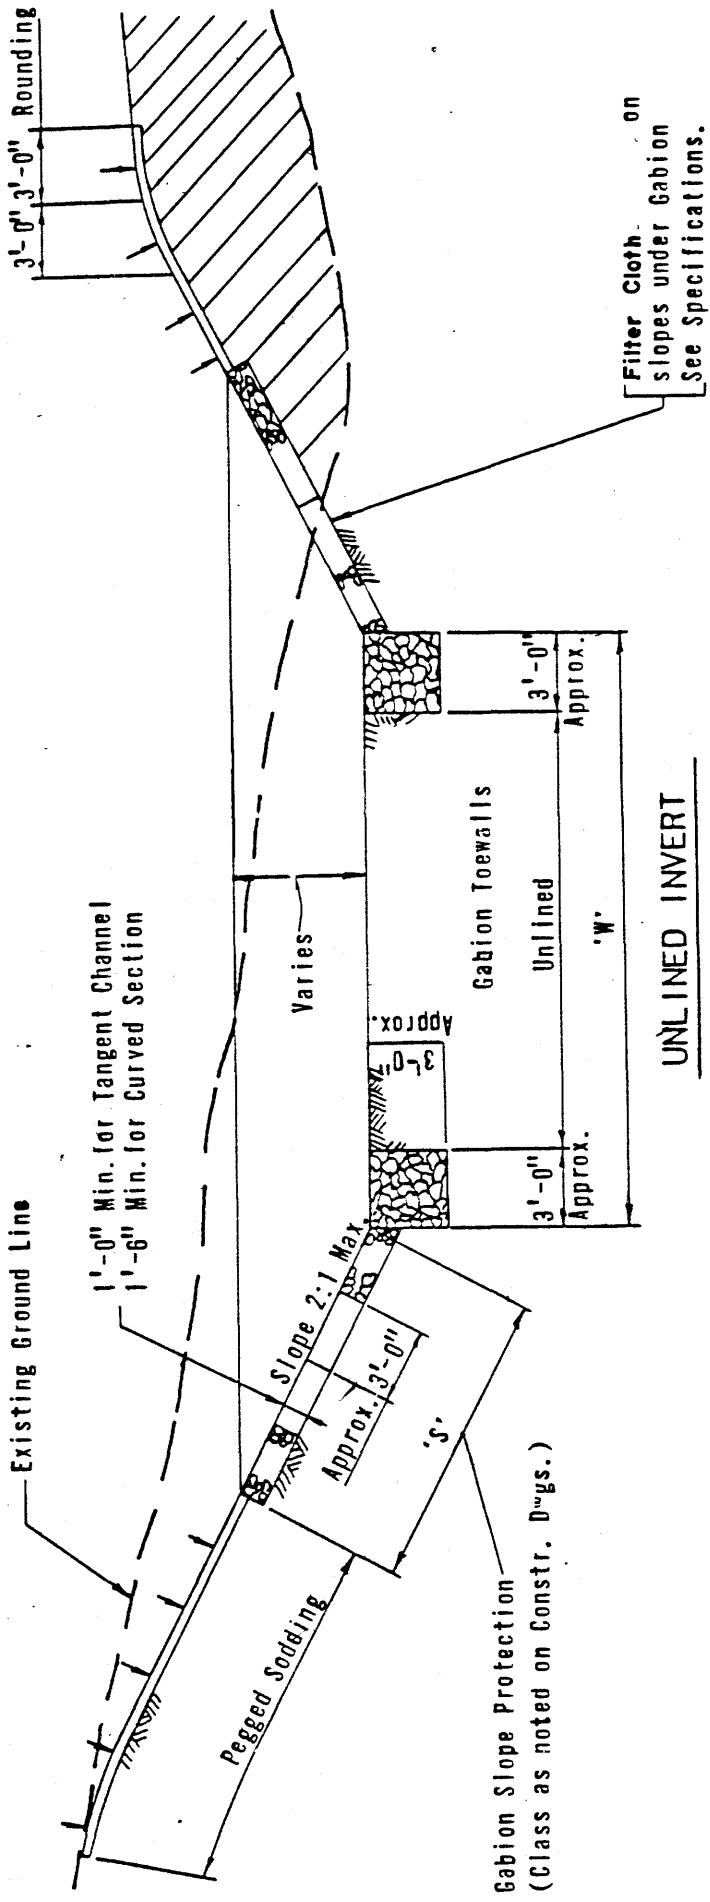 Existing Ground Line
1'-0" Min. for Tangent Channel
1'-6" Min. for Curved Section
3'-0" 3'-0" Rounding
Varies
Slope 2:1 Max.
3'-0"
Approx.
Approx. 3'-0"
Pegged Sodding
'S'
Gabion Toewalls
3'-0"
Approx.
Unlined
3'-0"
Approx.
'W'
Gabion Slope Protection
(Class as noted on Constr. Dwgs.)
Filter Cloth on
slopes under Gabion
See Specifications.
UNLINED INVERT